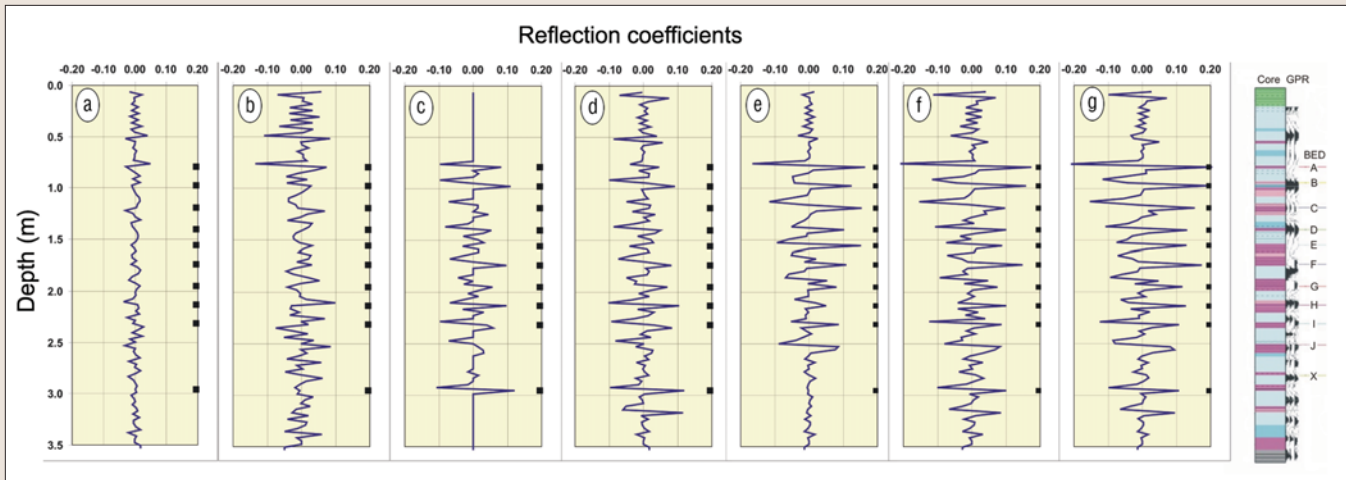 Reflection coefficients
-0.20 -0.10 0.00 0.10 0.20 -0.20 -0.10 0.00 0.10 0.20 -0.20 -0.10 0.00 0.10 0.20 -0.20 -0.10 0.00 0.10 0.20 -0.20 -0.10 0.00 0.10 0.20 -0.20 -0.10 0.00 0.10 0.20 -0.20 -0.10 0.00 0.10 0.20
Core GPR
0.0
a b c d e f g
0.5
BED
A
1.0
B
C
1.5
D
E
Depth (m)
F
2.0
G
H
I
2.5
J
X
3.0
3.5